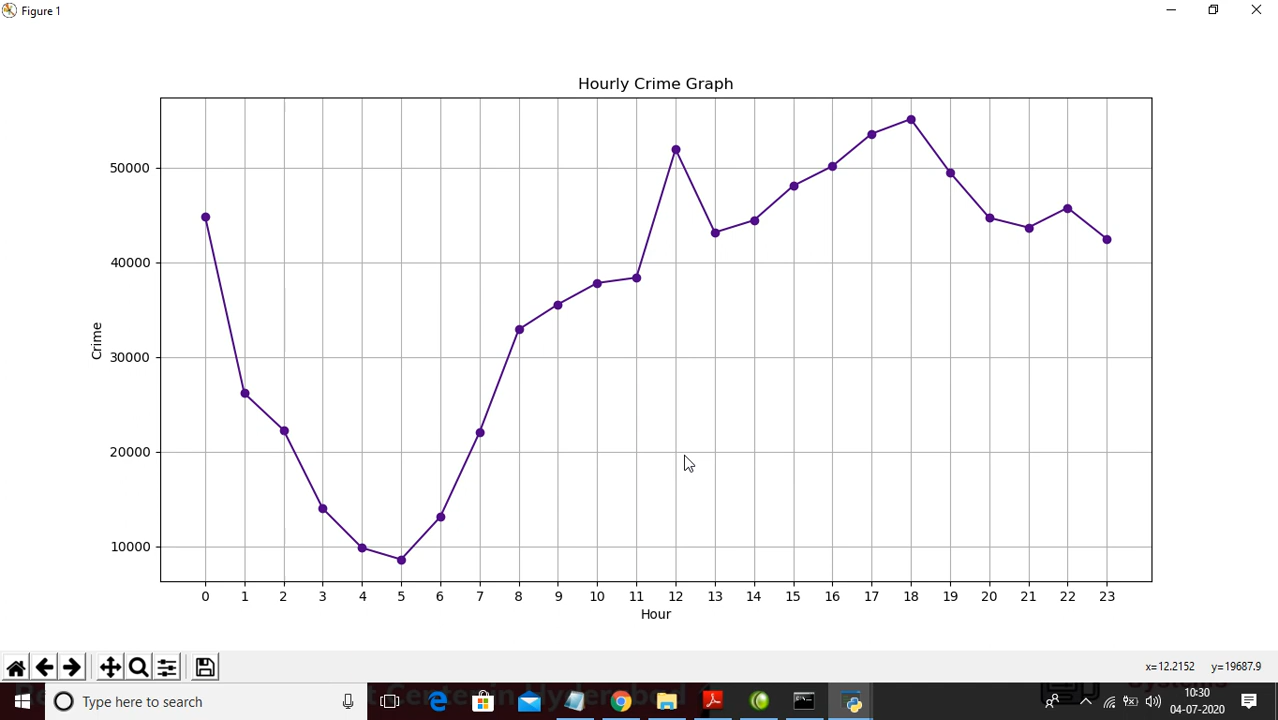 Figure 1
Hourly Crime Graph
50000
40000
30000
20000
10000
Crime
0 1 2 3 4 5 6 7 8 9 10 11 12 13 14 15 16 17 18 19 20 21 22 23
Hour
x=12.2152 y=19687.9
Type here to search
10:30
04-07-2020